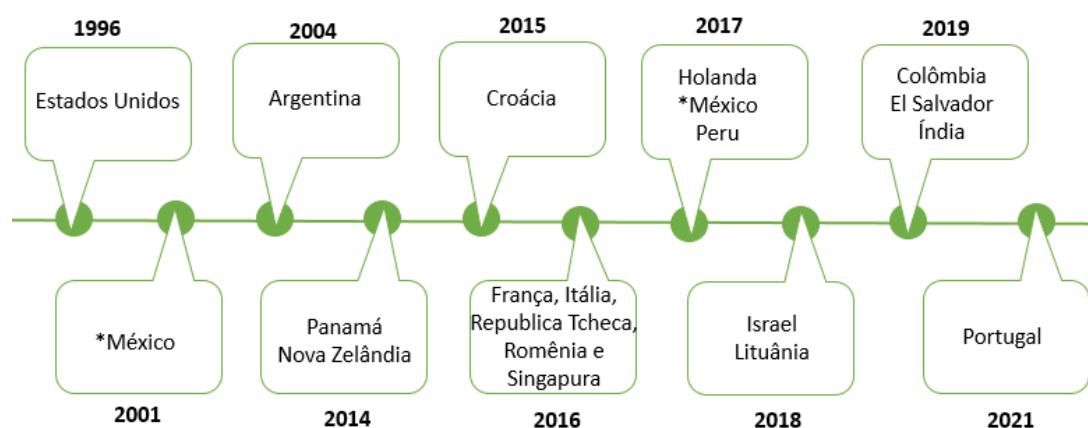 1996
Estados Unidos
*México
2001
2004
Argentina
Panamá
Nova Zelândia
2014
2015
Croácia
França, Itália,
Republica Tcheca,
Romênia e
Singapura
2016
2017
Holanda
*México
Peru
Israel
Lituânia
2018
2019
Colômbia
El Salvador
Índia
Portugal
2021